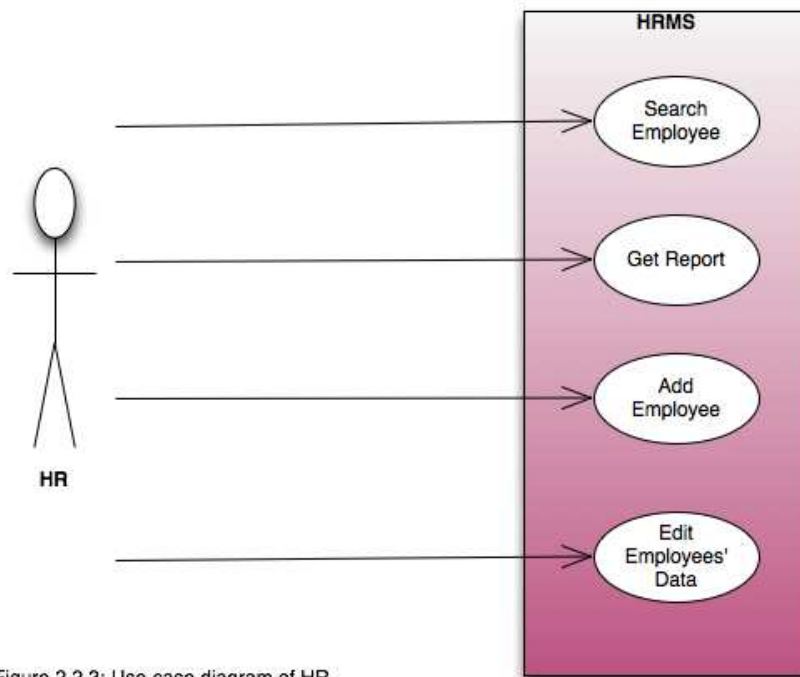 HRMS
Search
Employee
Get Report
Add
Employee
HR
Edit
Employees'
Data
Figure 2.2.3: Use case diagram of HR